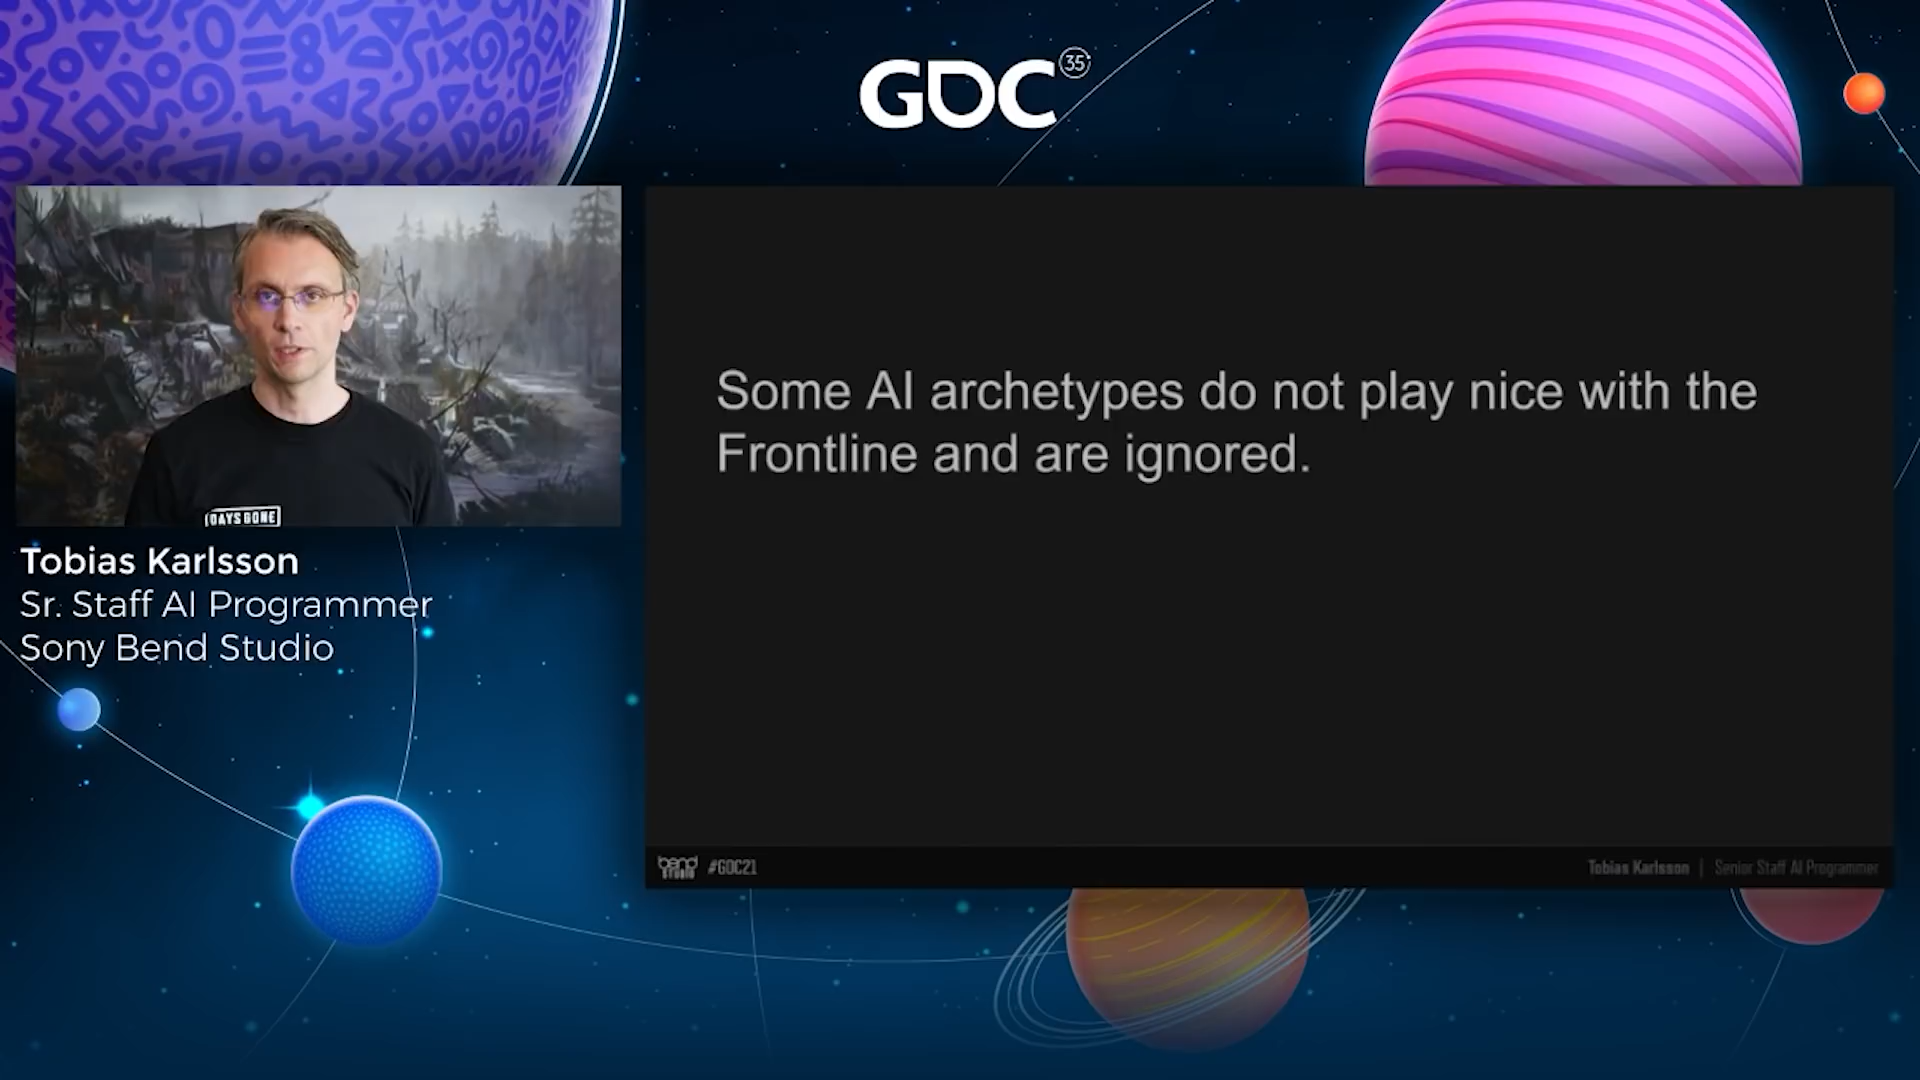 GDC 35
DAYS GONE
Tobias Karlsson
Sr. Staff AI Programmer
Sony Bend Studio
Some AI archetypes do not play nice with the
Frontline and are ignored.
bend STUDIO #GDC21
Tobias Karlsson | Senior Staff AI Programmer